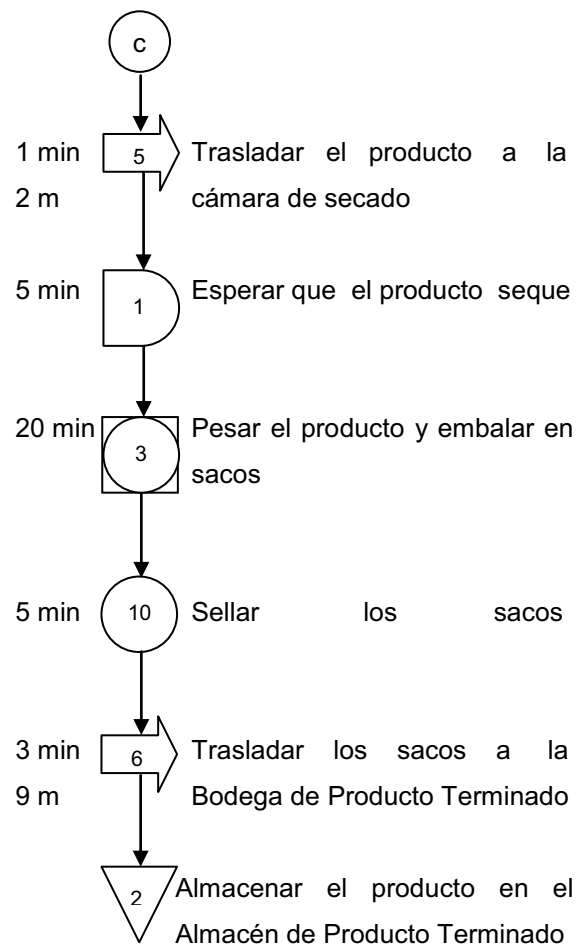 c
1 min 5 Trasladar el producto a la
2 m cámara de secado
5 min 1 Esperar que el producto seque
20 min 3 Pesar el producto y embalar en
sacos
5 min 10 Sellar los sacos
3 min 6 Trasladar los sacos a la
9 m Bodega de Producto Terminado
2 Almacenar el producto en el
Almacén de Producto Terminado